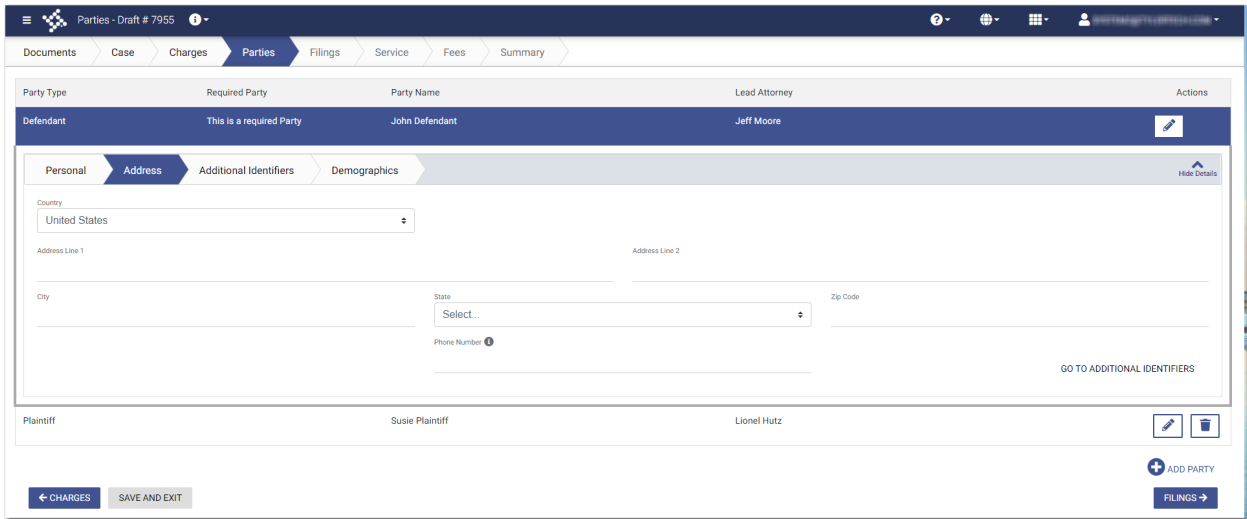 Parties - Draft # 7955
Documents Case Charges Parties Filings Service Fees Summary
Party Type Required Party Party Name Lead Attorney Actions
Defendant This is a required Party John Defendant Jeff Moore
Personal Address Additional Identifiers Demographics Hide Details
Country
United States
Address Line 1 Address Line 2
City State Zip Code
Select...
Phone Number
GO TO ADDITIONAL IDENTIFIERS
Plaintiff Susie Plaintiff Lionel Hutz
ADD PARTY
CHARGES SAVE AND EXIT FILINGS